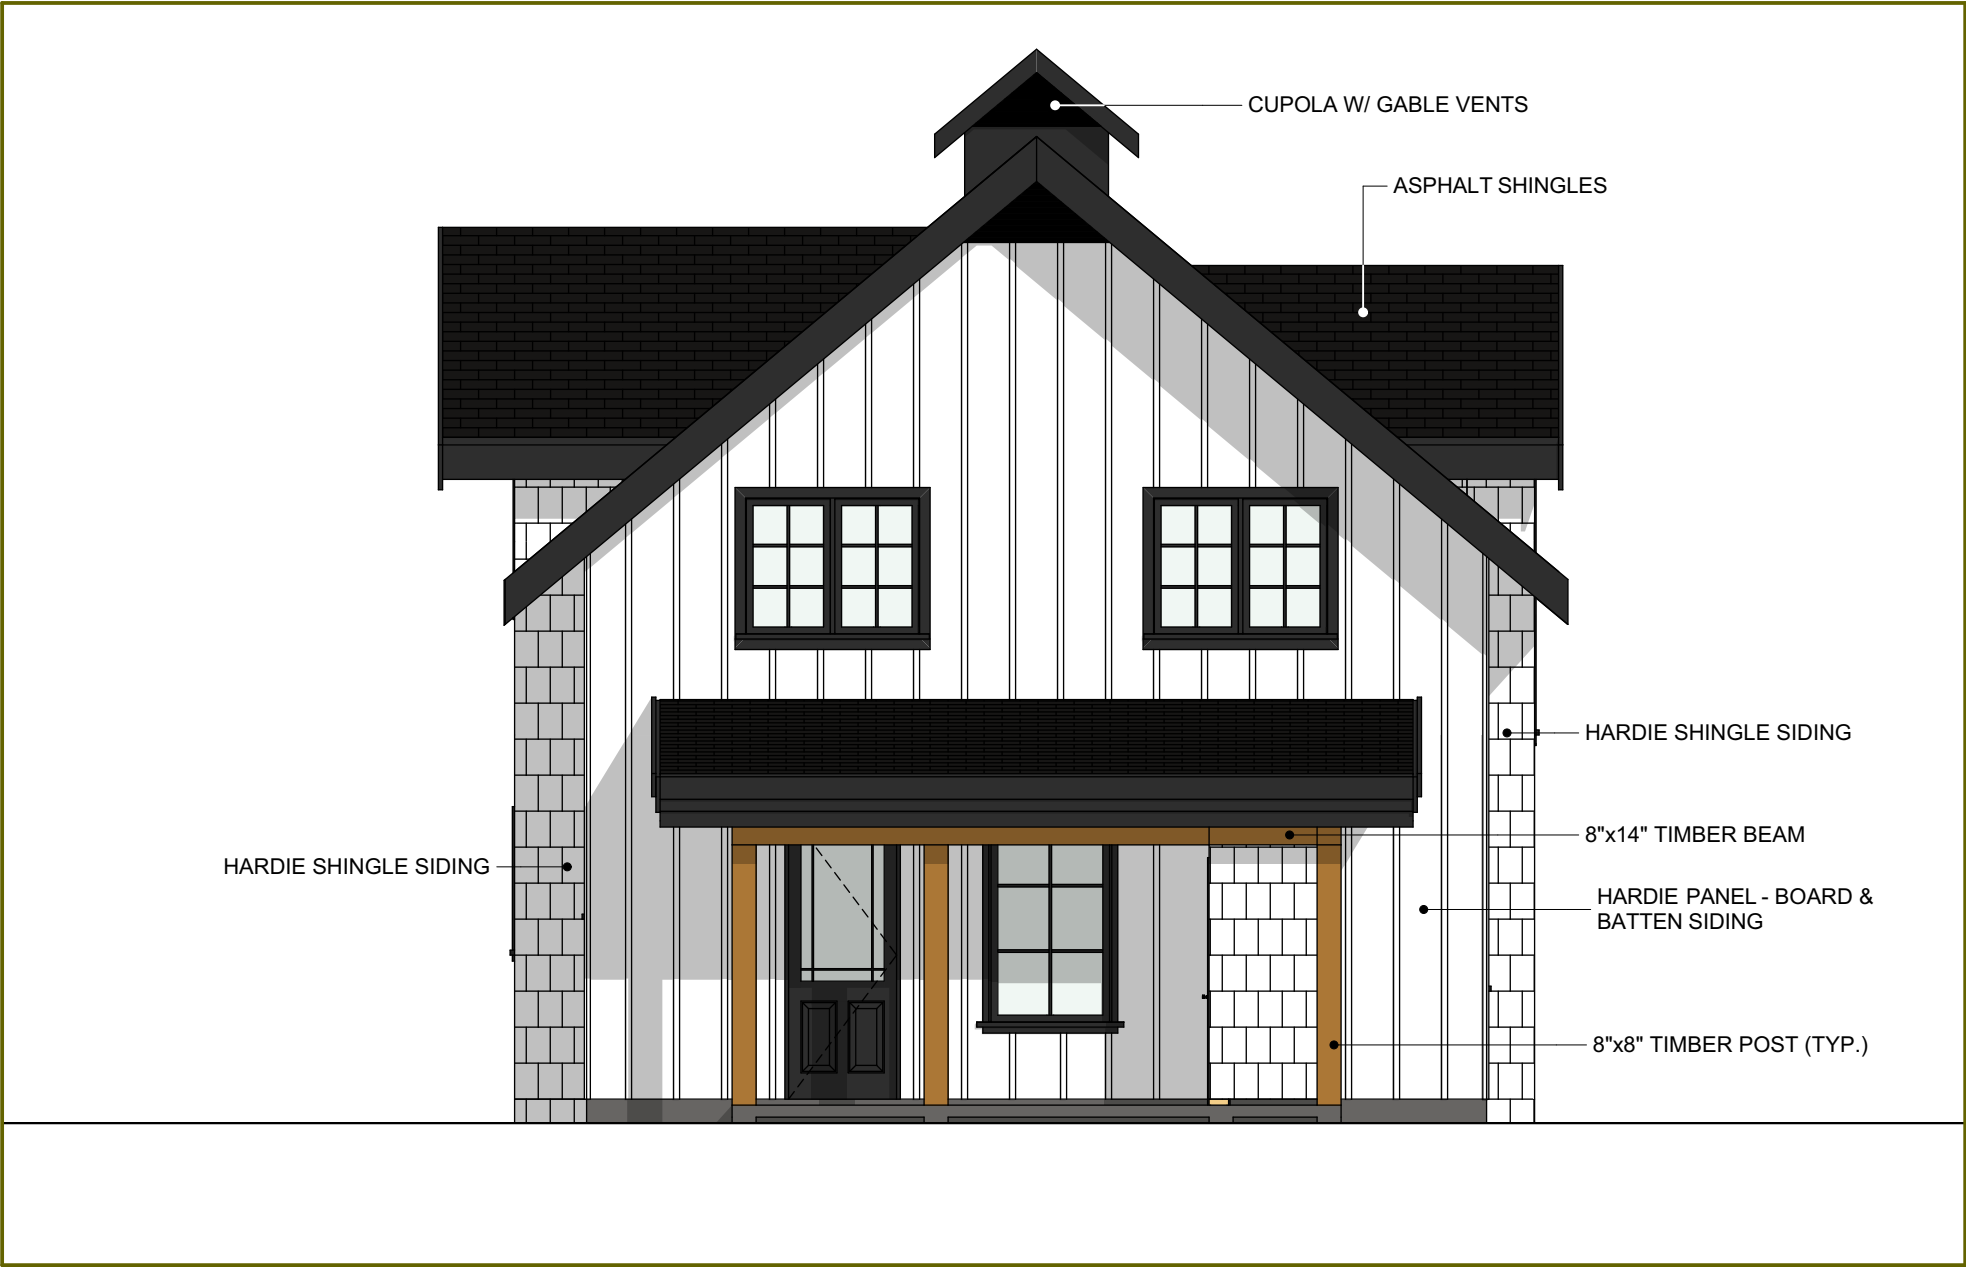 CUPOLA W/ GABLE VENTS
ASPHALT SHINGLES
HARDIE SHINGLE SIDING
8"x14" TIMBER BEAM
HARDIE SHINGLE SIDING
HARDIE PANEL - BOARD &
BATTEN SIDING
8"x8" TIMBER POST (TYP.)